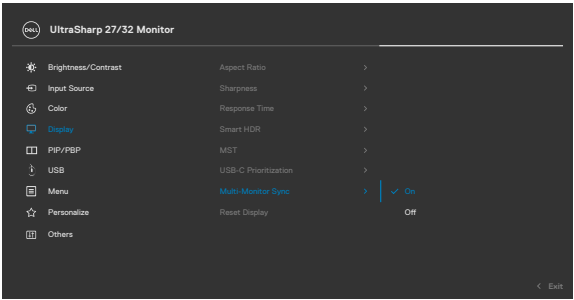 DELL UltraSharp 27/32 Monitor
Brightness/Contrast Aspect Ratio >
Input Source Sharpness >
Color Response Time >
Display Smart HDR >
PIP/PBP MST >
USB USB-C Prioritization >
Menu Multi-Monitor Sync > ✓ On
Personalize Reset Display Off
Others
< Exit